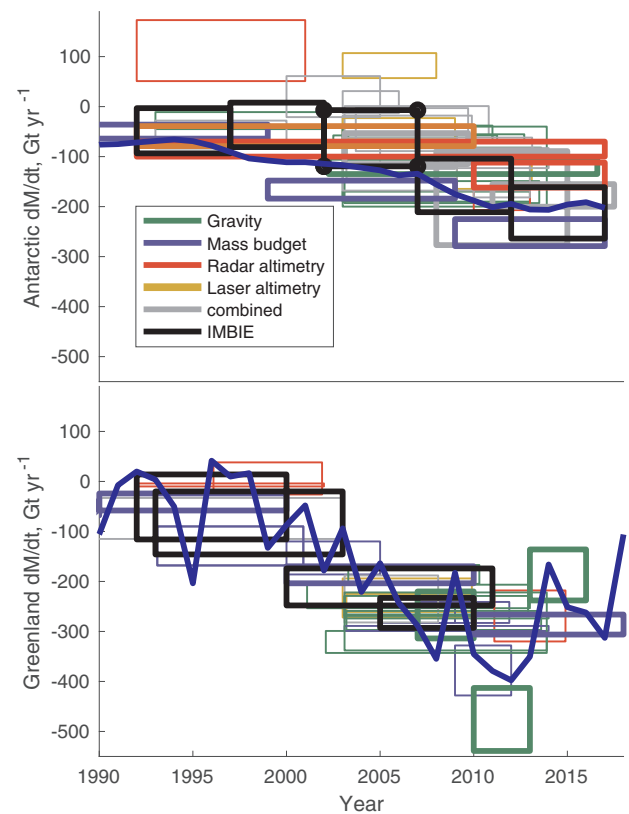 100
0
-100
-200
-300
-400
-500
Antarctic dM/dt, Gt yr -1
Gravity
Mass budget
Radar altimetry
Laser altimetry
combined
IMBIE
100
0
-100
-200
-300
-400
-500
Greenland dM/dt, Gt yr -1
1990 1995 2000 2005 2010 2015
Year